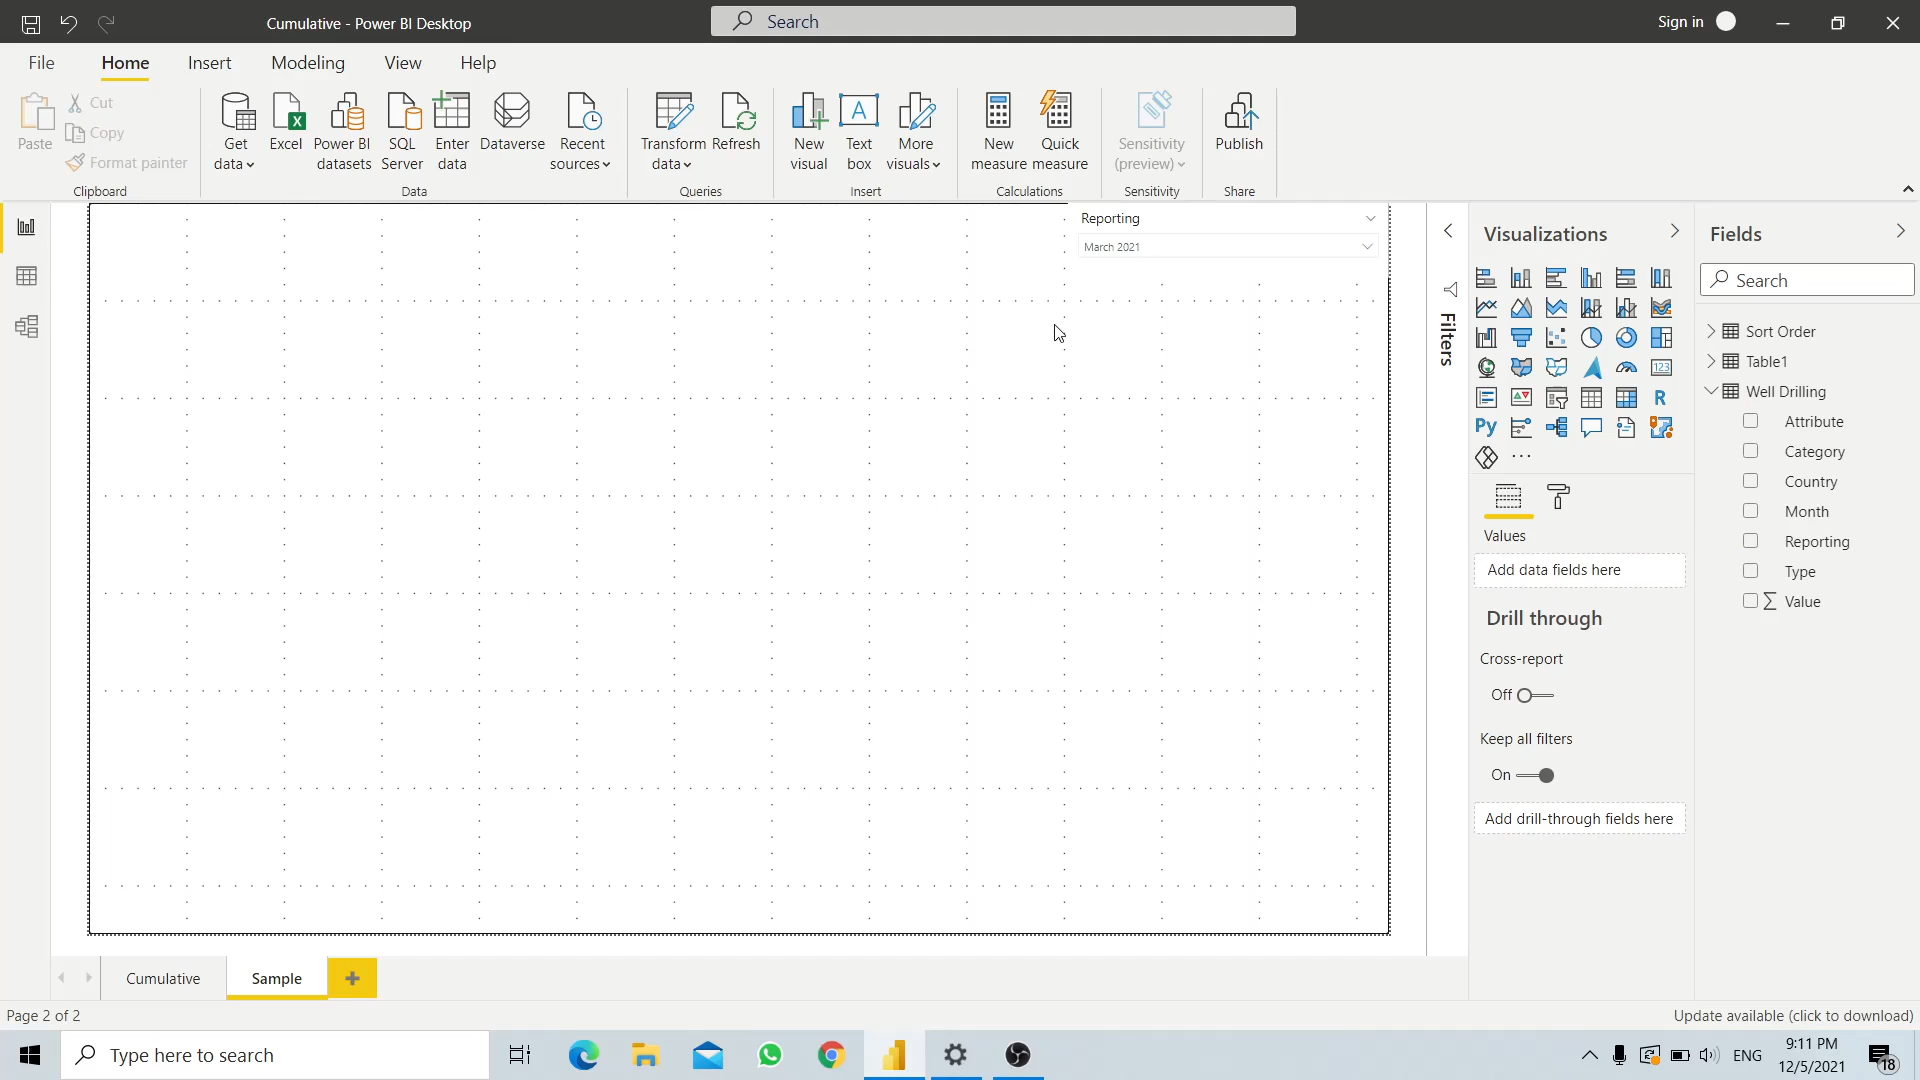 Cumulative - Power BI Desktop
Search
Sign in
File
Home
Insert
Modeling
View
Help
Paste
Cut
Copy
Format painter
Clipboard
Get data
Excel
Power BI datasets
SQL Server
Enter data
Dataverse
Recent sources
Data
Transform data
Refresh
Queries
New visual
Text box
More visuals
Insert
New measure
Quick measure
Calculations
Sensitivity (preview)
Sensitivity
Publish
Share
Reporting
March 2021
Filters
Visualizations
123
R
Py
Values
Add data fields here
Drill through
Cross-report
Off
Keep all filters
On
Add drill-through fields here
Fields
Search
Sort Order
Table1
Well Drilling
Attribute
Category
Country
Month
Reporting
Type
Value
Cumulative
Sample
Page 2 of 2
Update available (click to download)
Type here to search
ENG
9:11 PM
12/5/2021
18